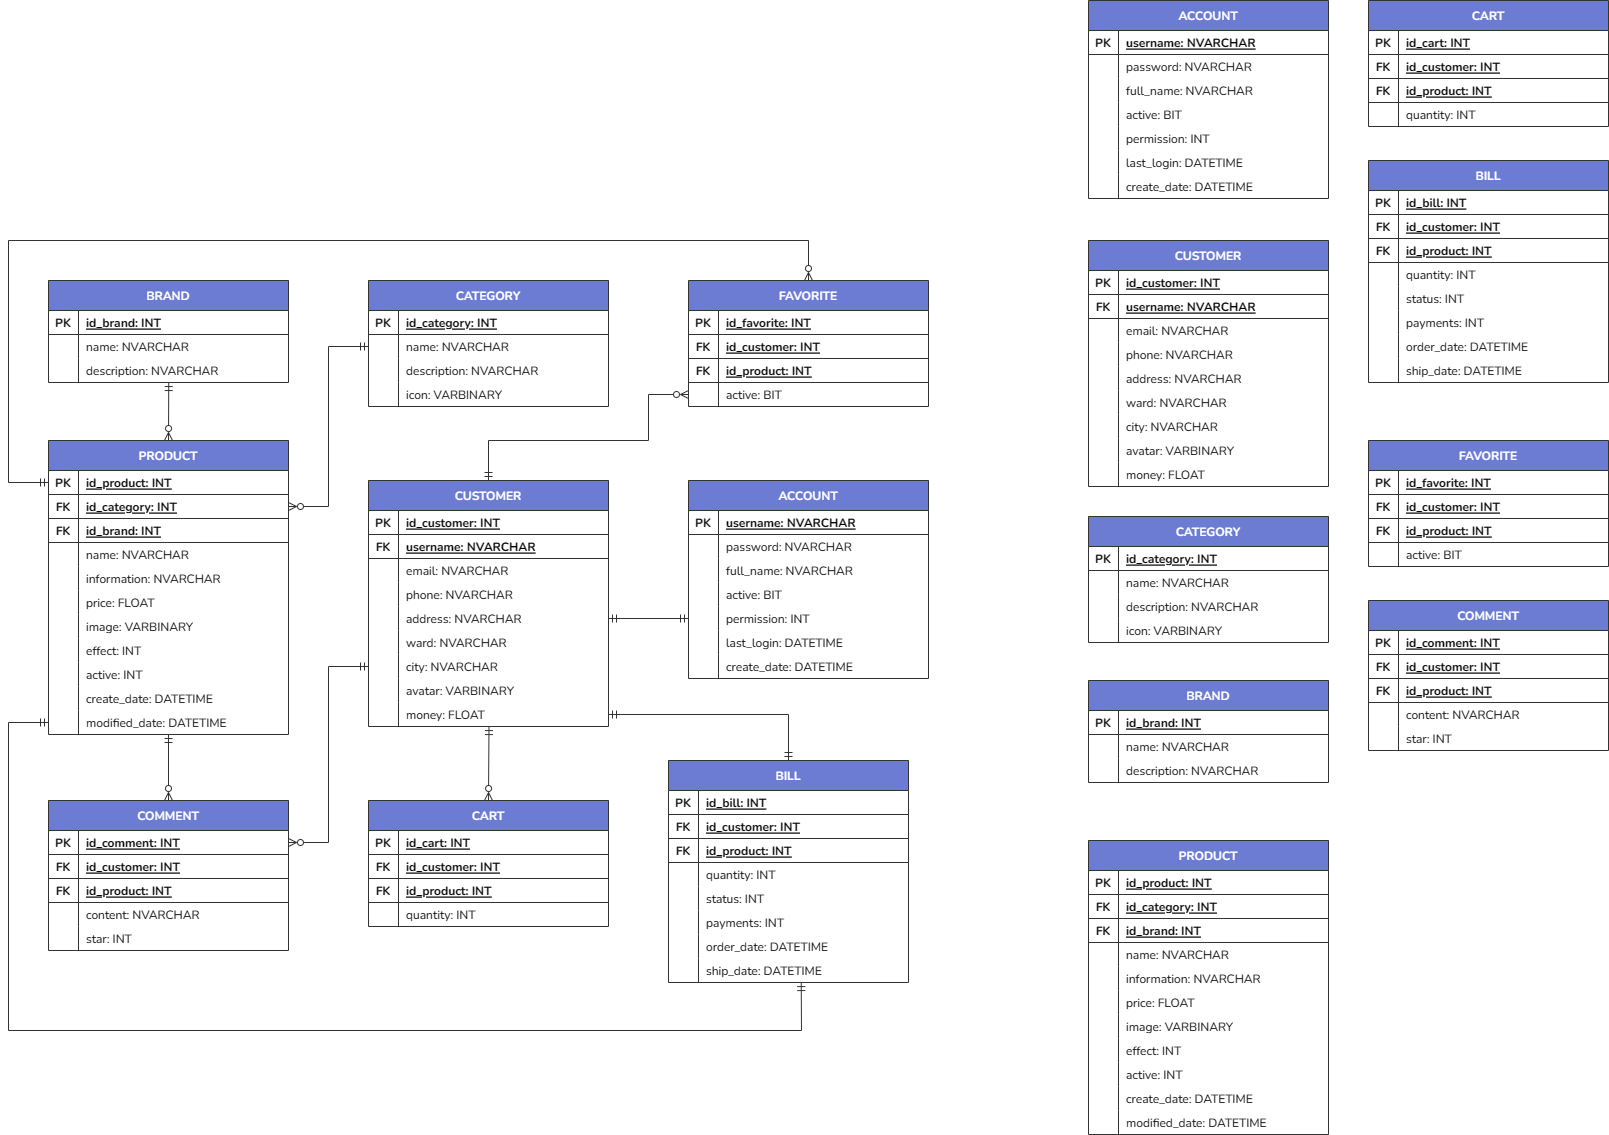 BRAND
PK id_brand: INT
name: NVARCHAR
description: NVARCHAR
CATEGORY
PK id_category: INT
name: NVARCHAR
description: NVARCHAR
icon: VARBINARY
FAVORITE
PK id_favorite: INT
FK id_customer: INT
FK id_product: INT
active: BIT
PRODUCT
PK id_product: INT
FK id_category: INT
FK id_brand: INT
name: NVARCHAR
information: NVARCHAR
price: FLOAT
image: VARBINARY
effect: INT
active: INT
create_date: DATETIME
modified_date: DATETIME
CUSTOMER
PK id_customer: INT
FK username: NVARCHAR
email: NVARCHAR
phone: NVARCHAR
address: NVARCHAR
ward: NVARCHAR
city: NVARCHAR
avatar: VARBINARY
money: FLOAT
ACCOUNT
PK username: NVARCHAR
password: NVARCHAR
full_name: NVARCHAR
active: BIT
permission: INT
last_login: DATETIME
create_date: DATETIME
COMMENT
PK id_comment: INT
FK id_customer: INT
FK id_product: INT
content: NVARCHAR
star: INT
CART
PK id_cart: INT
FK id_customer: INT
FK id_product: INT
quantity: INT
BILL
PK id_bill: INT
FK id_customer: INT
FK id_product: INT
quantity: INT
status: INT
payments: INT
order_date: DATETIME
ship_date: DATETIME
ACCOUNT
PK username: NVARCHAR
password: NVARCHAR
full_name: NVARCHAR
active: BIT
permission: INT
last_login: DATETIME
create_date: DATETIME
CUSTOMER
PK id_customer: INT
FK username: NVARCHAR
email: NVARCHAR
phone: NVARCHAR
address: NVARCHAR
ward: NVARCHAR
city: NVARCHAR
avatar: VARBINARY
money: FLOAT
CATEGORY
PK id_category: INT
name: NVARCHAR
description: NVARCHAR
icon: VARBINARY
BRAND
PK id_brand: INT
name: NVARCHAR
description: NVARCHAR
PRODUCT
PK id_product: INT
FK id_category: INT
FK id_brand: INT
name: NVARCHAR
information: NVARCHAR
price: FLOAT
image: VARBINARY
effect: INT
active: INT
create_date: DATETIME
modified_date: DATETIME
CART
PK id_cart: INT
FK id_customer: INT
FK id_product: INT
quantity: INT
BILL
PK id_bill: INT
FK id_customer: INT
FK id_product: INT
quantity: INT
status: INT
payments: INT
order_date: DATETIME
ship_date: DATETIME
FAVORITE
PK id_favorite: INT
FK id_customer: INT
FK id_product: INT
active: BIT
COMMENT
PK id_comment: INT
FK id_customer: INT
FK id_product: INT
content: NVARCHAR
star: INT